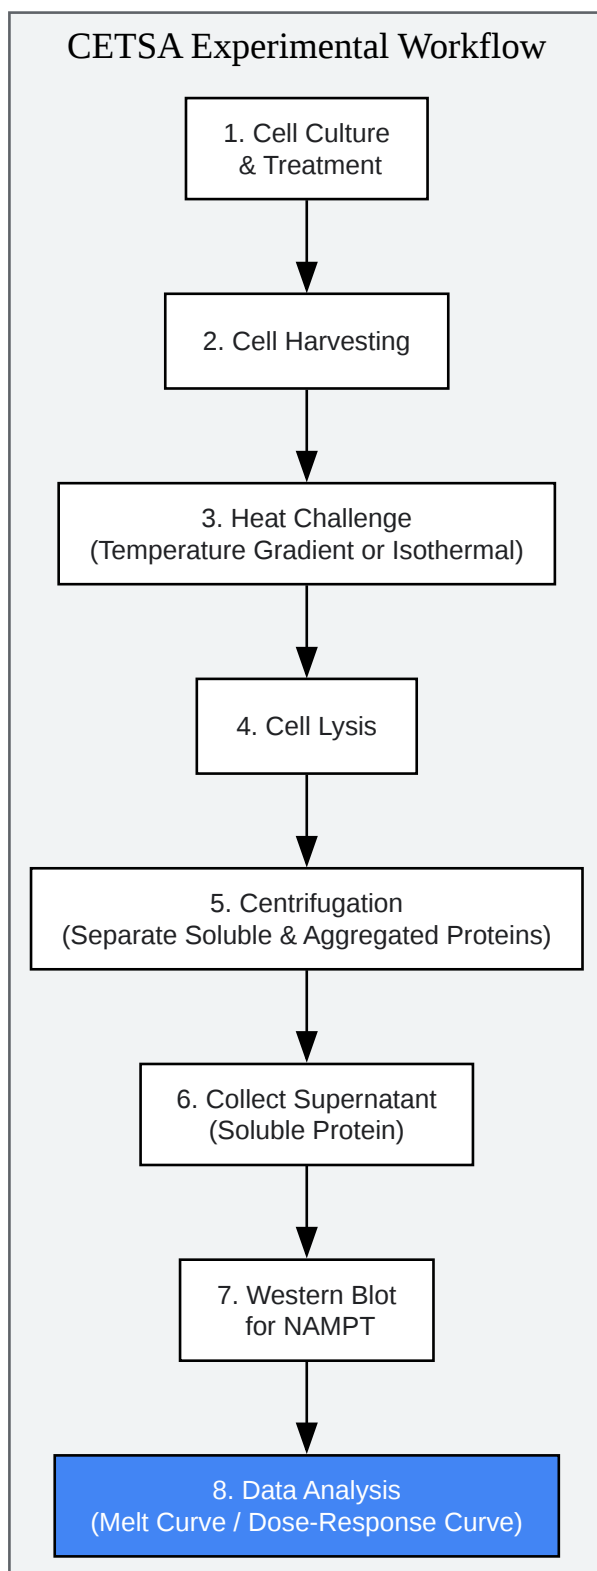 CETSA Experimental Workflow
1. Cell Culture
& Treatment
2. Cell Harvesting
3. Heat Challenge
(Temperature Gradient or Isothermal)
4. Cell Lysis
5. Centrifugation
(Separate Soluble & Aggregated Proteins)
6. Collect Supernatant
(Soluble Protein)
7. Western Blot
for NAMPT
8. Data Analysis
(Melt Curve / Dose-Response Curve)